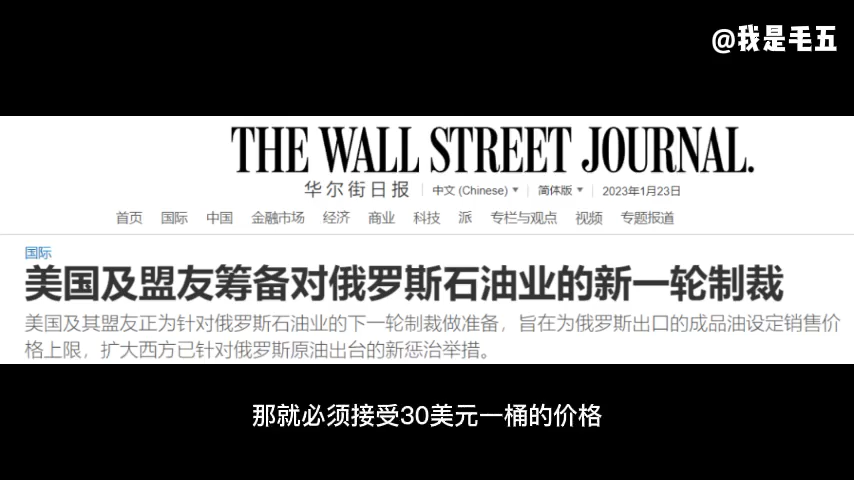 @我是毛五
THE WALL STREET JOURNAL.
华尔街日报 中文 (Chinese) 简体版 2023年1月23日
首页 国际 中国 金融市场 经济 商业 科技 派 专栏与观点 视频 专题报道
国际
美国及盟友筹备对俄罗斯石油业的新一轮制裁
美国及其盟友正为针对俄罗斯石油业的下一轮制裁做准备，旨在为俄罗斯出口的成品油设定销售价
格上限，扩大西方已针对俄罗斯原油出台的新惩治举措。
那就必须接受30美元一桶的价格